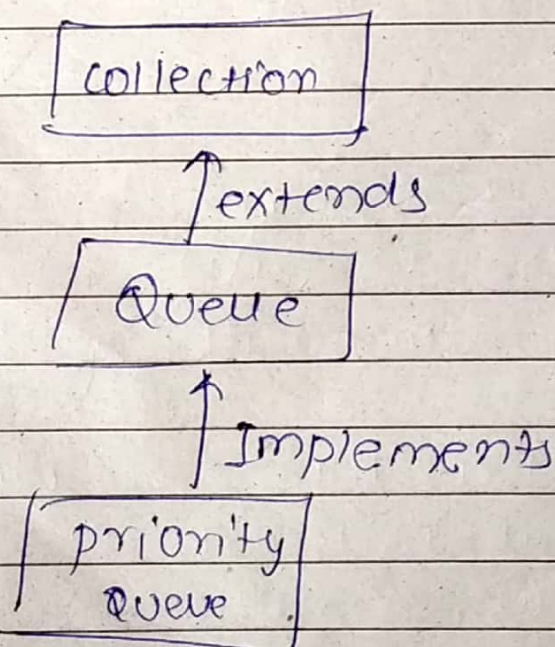 collection
extends
Queue
Implements
priority
Queue